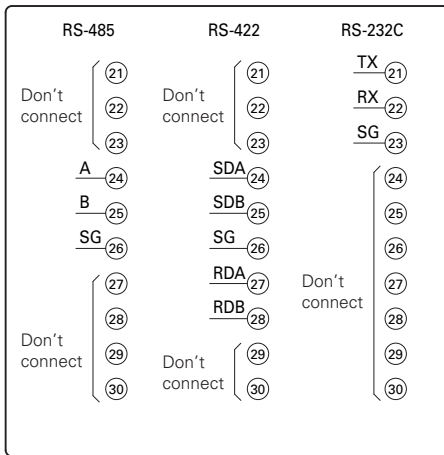 RS-485 RS-422 RS-232C
21 21 TX 21
Don't connect 22 Don't connect 22 RX 22
23 23 SG 23
A 24 SDA 24 24
B 25 SDB 25 25
SG 26 SG 26 26
27 RDA 27 Don't connect 27
28 RDB 28 28
Don't connect 29 Don't connect 29 29
30 30 30